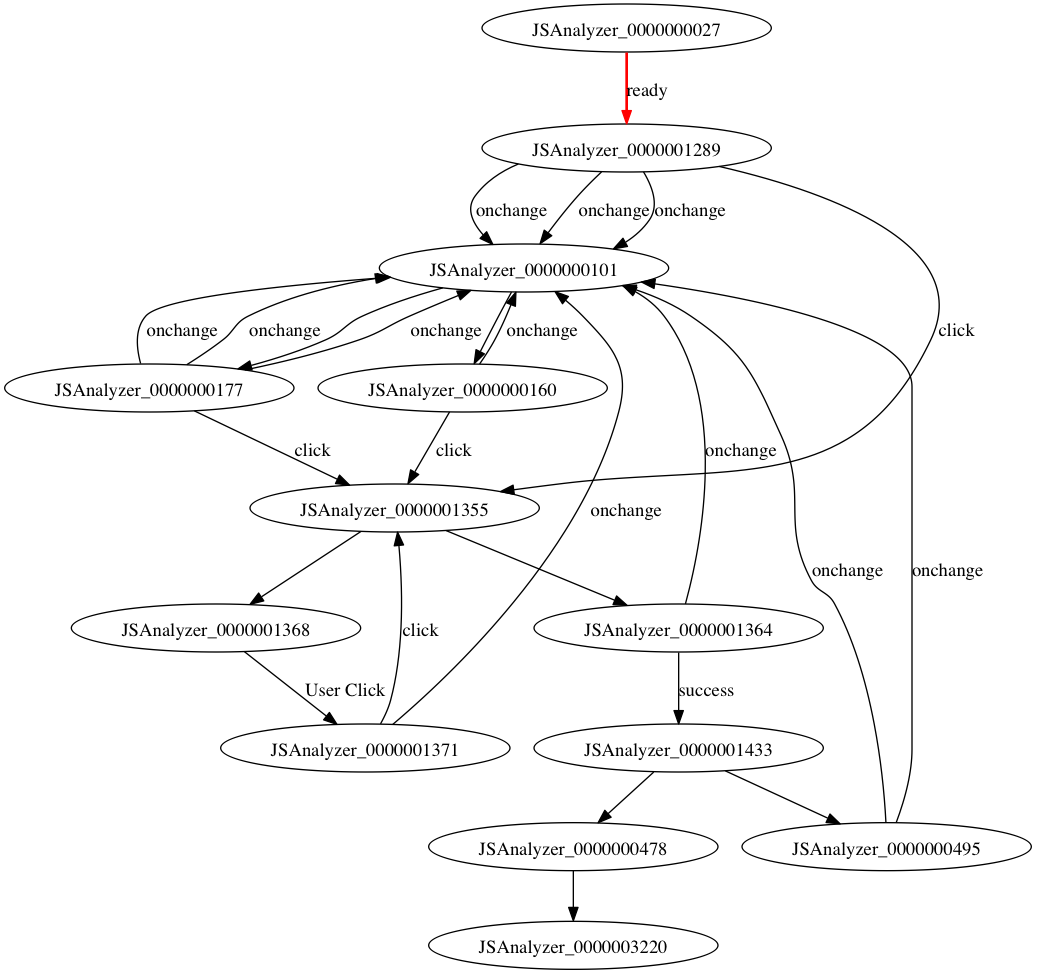 JSAnalyzer_0000000027
ready
JSAnalyzer_0000001289
onchange
onchange
onchange
JSAnalyzer_0000000101
onchange
onchange
onchange
onchange
click
JSAnalyzer_0000000177
JSAnalyzer_0000000160
click
click
onchange
JSAnalyzer_0000001355
onchange
onchange
onchange
JSAnalyzer_0000001368
click
JSAnalyzer_0000001364
User Click
success
JSAnalyzer_0000001371
JSAnalyzer_0000001433
JSAnalyzer_0000000478
JSAnalyzer_0000000495
JSAnalyzer_0000003220